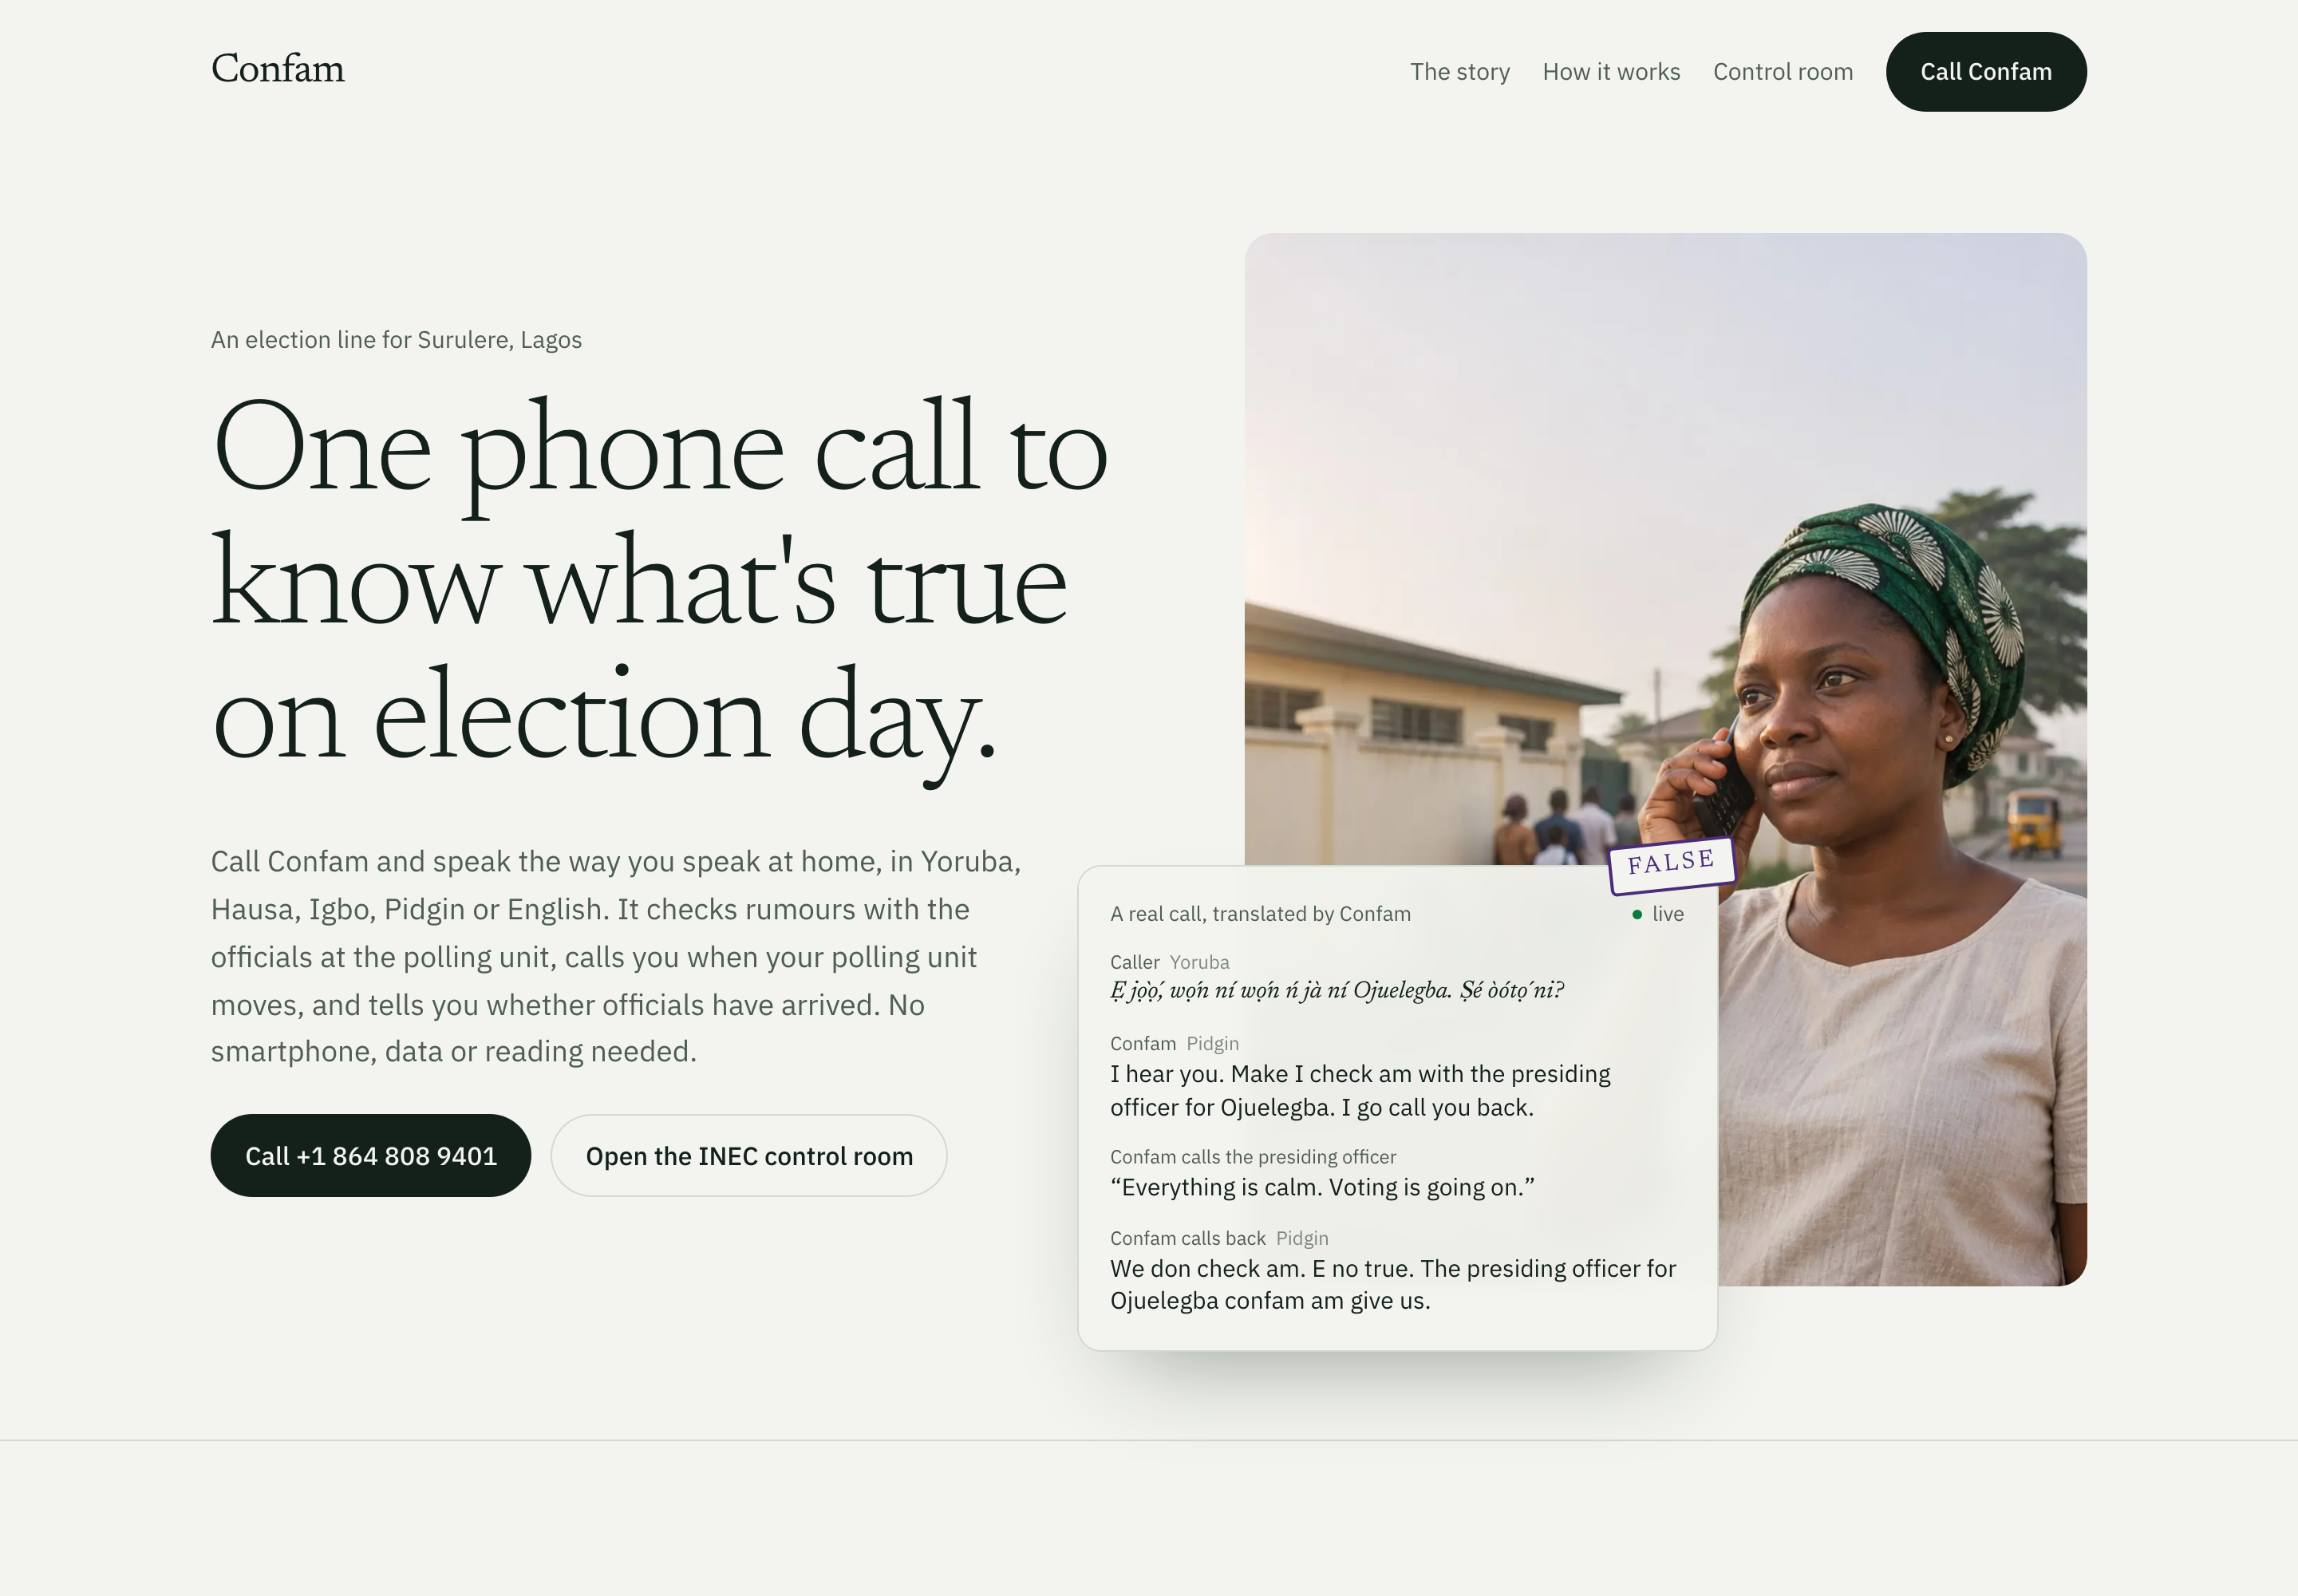 Confam
The story
How it works
Control room
Call Confam
An election line for Surulere, Lagos
One phone call to
know what's true
on election day.
Call Confam and speak the way you speak at home, in Yoruba,
Hausa, Igbo, Pidgin or English. It checks rumours with the
officials at the polling unit, calls you when your polling unit
moves, and tells you whether officials have arrived. No
smartphone, data or reading needed.
Call +1 864 808 9401
Open the INEC control room
FALSE
A real call, translated by Confam
live
Caller Yoruba
Ẹ jọ̀ọ́, wọ́n ní wọ́n ń jà ní Ojuelegba. Ṣé òótọ́ ni?
Confam Pidgin
I hear you. Make I check am with the presiding
officer for Ojuelegba. I go call you back.
Confam calls the presiding officer
“Everything is calm. Voting is going on.”
Confam calls back Pidgin
We don check am. E no true. The presiding officer for
Ojuelegba confam am give us.